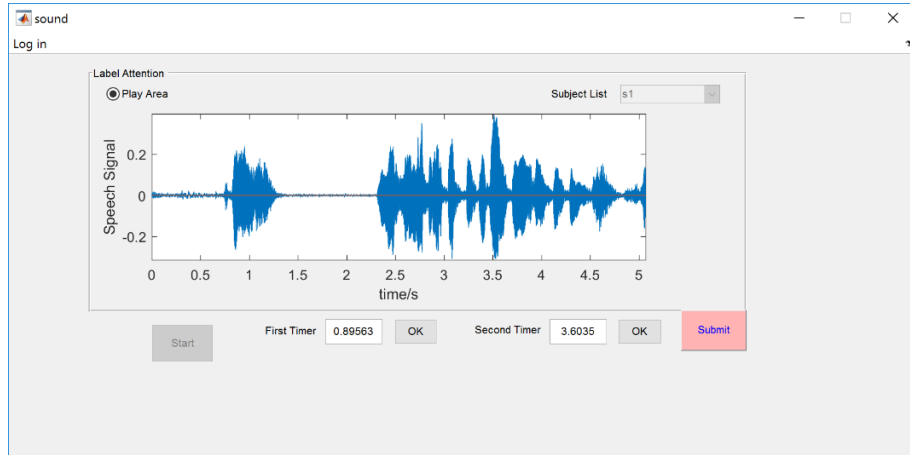 sound
Log in
Label Attention
Play Area
Subject List s1
Speech Signal
0.2
0
-0.2
0 0.5 1 1.5 2 2.5 3 3.5 4 4.5 5
time/s
Start
First Timer 0.89563 OK Second Timer 3.6035 OK Submit